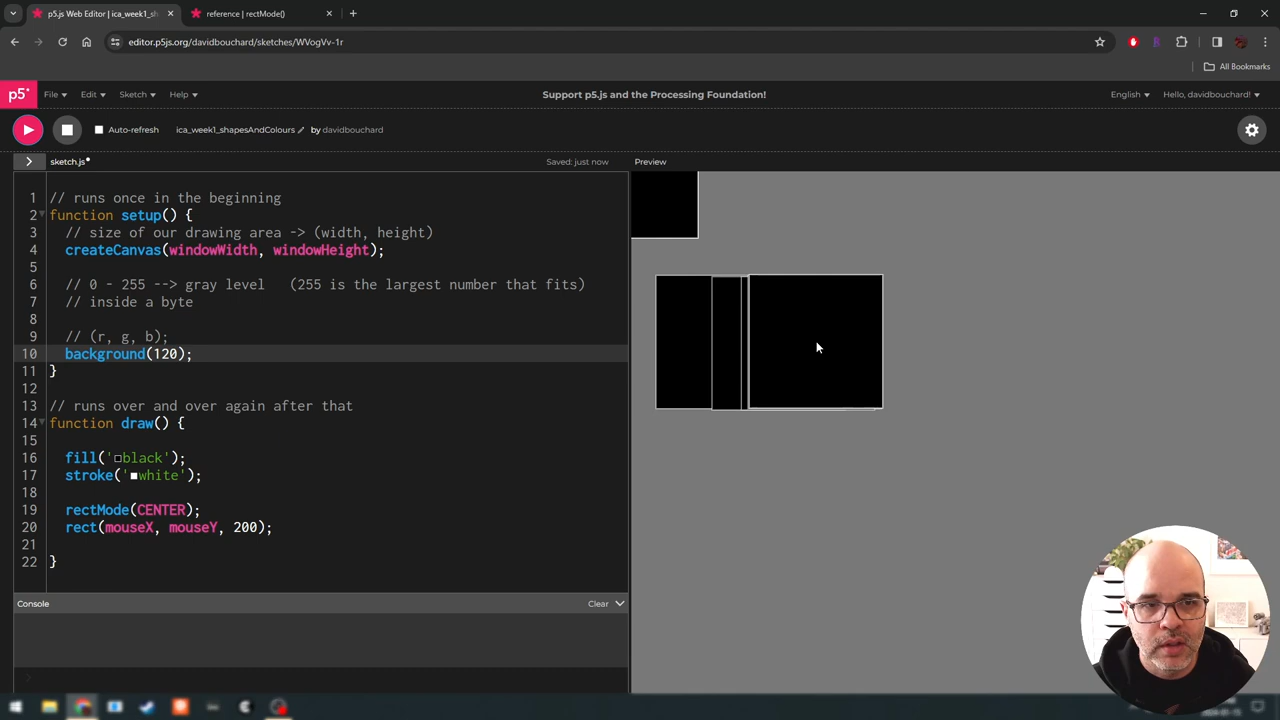 p5.js Web Editor | ica_week1_sh
reference | rectMode()
editor.p5js.org/davidbouchard/sketches/WVogVv-1r
All Bookmarks
p5*
File
Edit
Sketch
Help
Support p5.js and the Processing Foundation!
English
Hello, davidbouchard!
Auto-refresh
ica_week1_shapesAndColours
by davidbouchard
sketch.js
Saved: just now
Preview
1 // runs once in the beginning
2 function setup() {
3 // size of our drawing area -> (width, height)
4 createCanvas(windowWidth, windowHeight);
5
6 // 0 - 255 --> gray level (255 is the largest number that fits)
7 // inside a byte
8
9 // (r, g, b);
10 background(120);
11 }
12
13 // runs over and over again after that
14 function draw() {
15
16 fill('black');
17 stroke('white');
18
19 rectMode(CENTER);
20 rect(mouseX, mouseY, 200);
21
22 }
Console
Clear